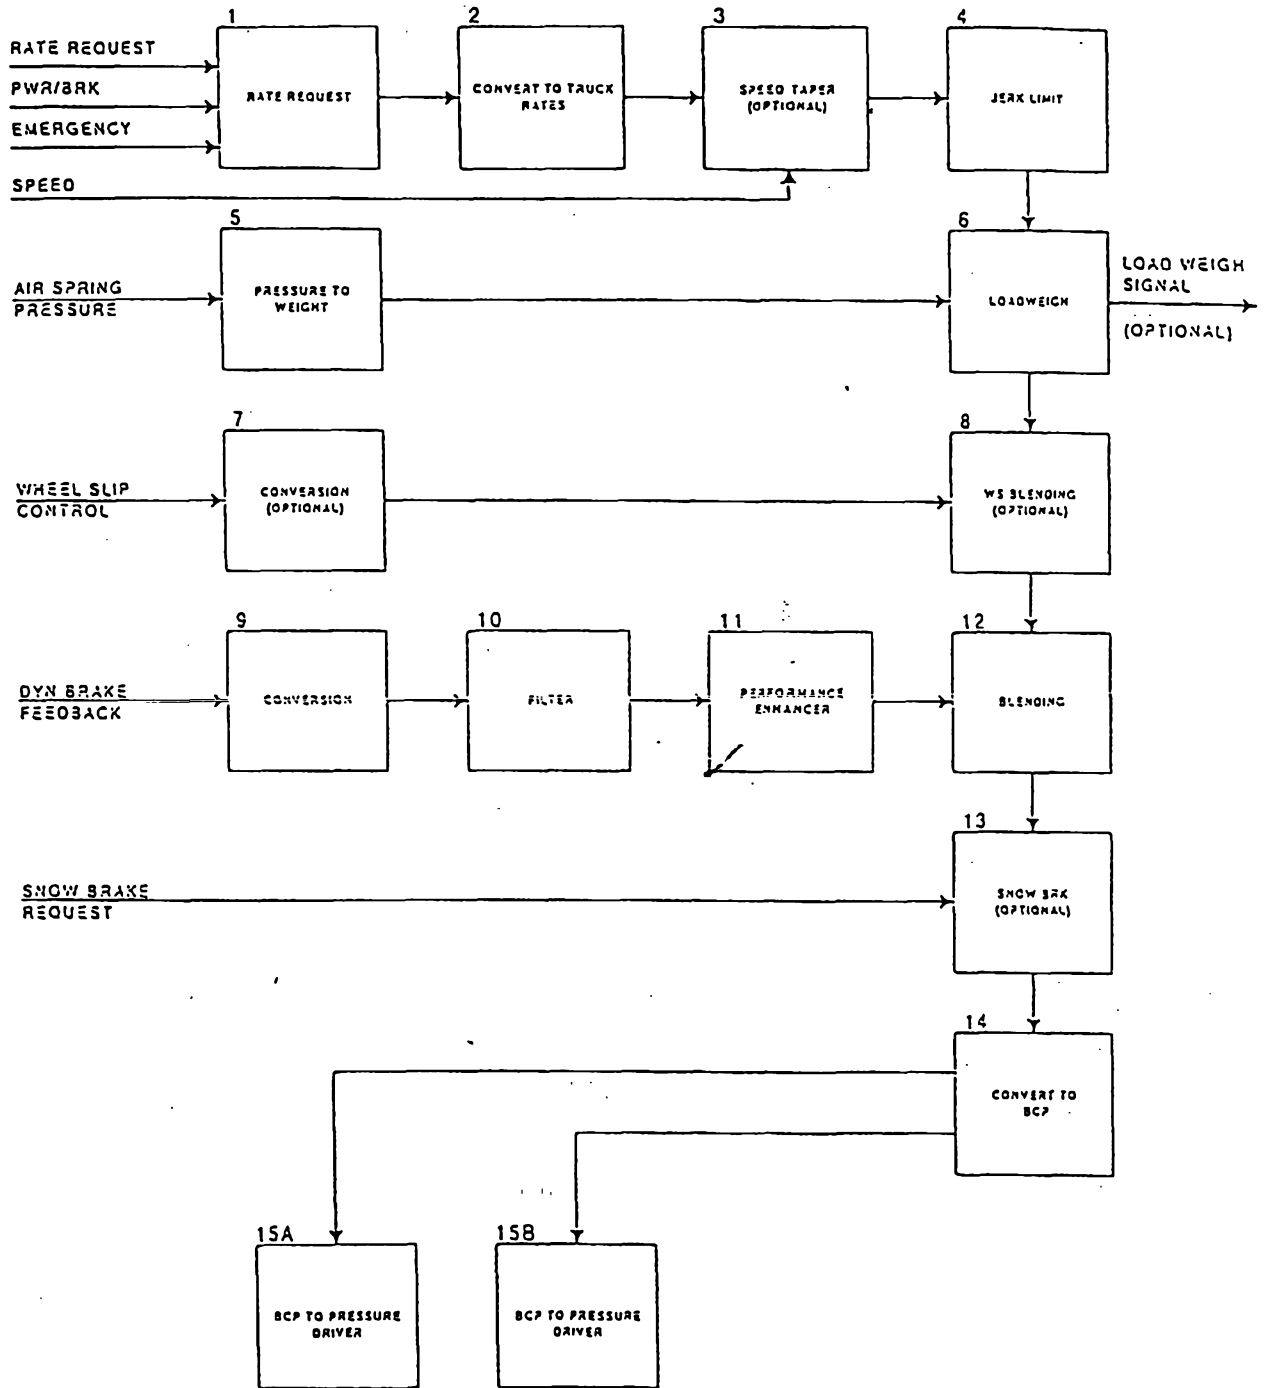 1
2
3
4
RATE REQUEST
PWR/BRK
EMERGENCY
SPEED
RATE REQUEST
CONVERT TO TRUCK
RATES
SPEED TAPER
(OPTIONAL)
JERK LIMIT
5
6
AIR SPRING
PRESSURE
PRESSURE TO
WEIGHT
LOADWEIGH
LOAD WEIGH
SIGNAL
(OPTIONAL)
7
8
WHEEL SLIP
CONTROL
CONVERSION
(OPTIONAL)
WS BLENDING
(OPTIONAL)
9
10
11
12
DYN BRAKE
FEEDBACK
CONVERSION
FILTER
PERFORMANCE
ENHANCER
BLENDING
13
SNOW BRAKE
REQUEST
SNOW BRK
(OPTIONAL)
14
CONVERT TO
BCP
15A
15B
BCP TO PRESSURE
DRIVER
BCP TO PRESSURE
DRIVER